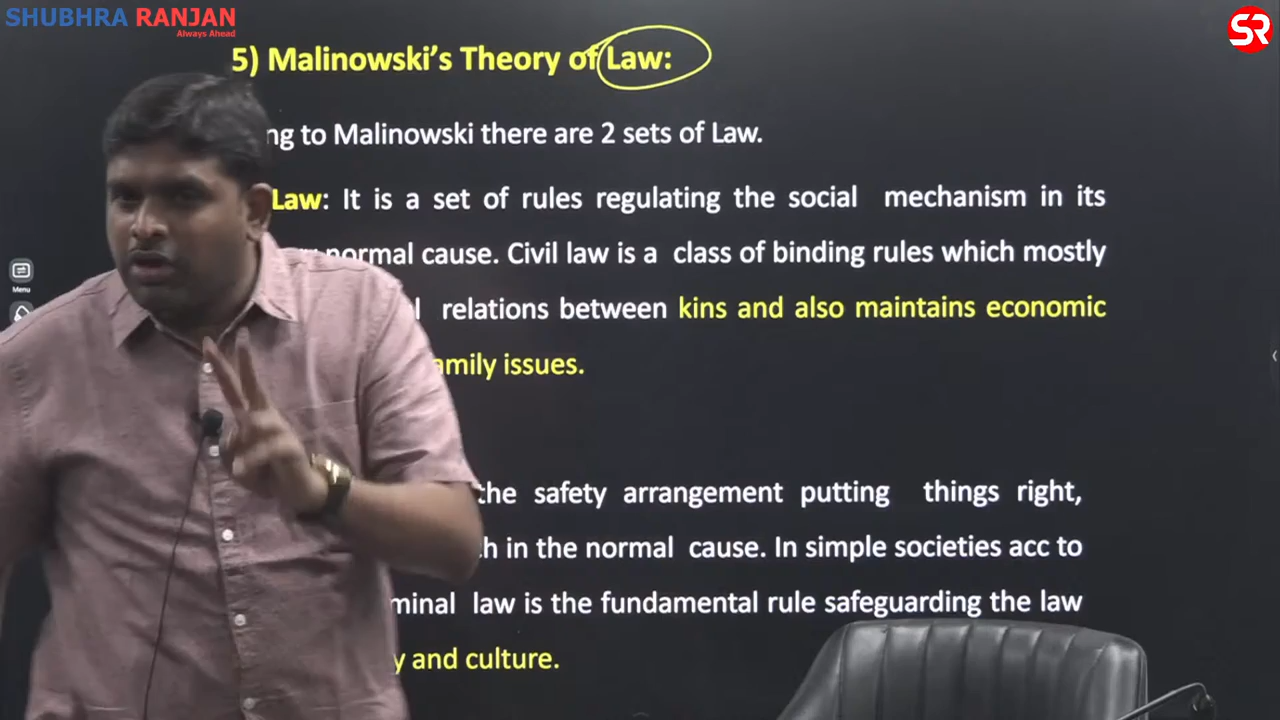 SHUBHRA RANJAN
Always Ahead
SR
5) Malinowski's Theory of Law:
ng to Malinowski there are 2 sets of Law.
Law: It is a set of rules regulating the social mechanism in its
normal cause. Civil law is a class of binding rules which mostly
relations between kins and also maintains economic
amily issues.
Menu
the safety arrangement putting things right,
h in the normal cause. In simple societies acc to
minal law is the fundamental rule safeguarding the law
y and culture.